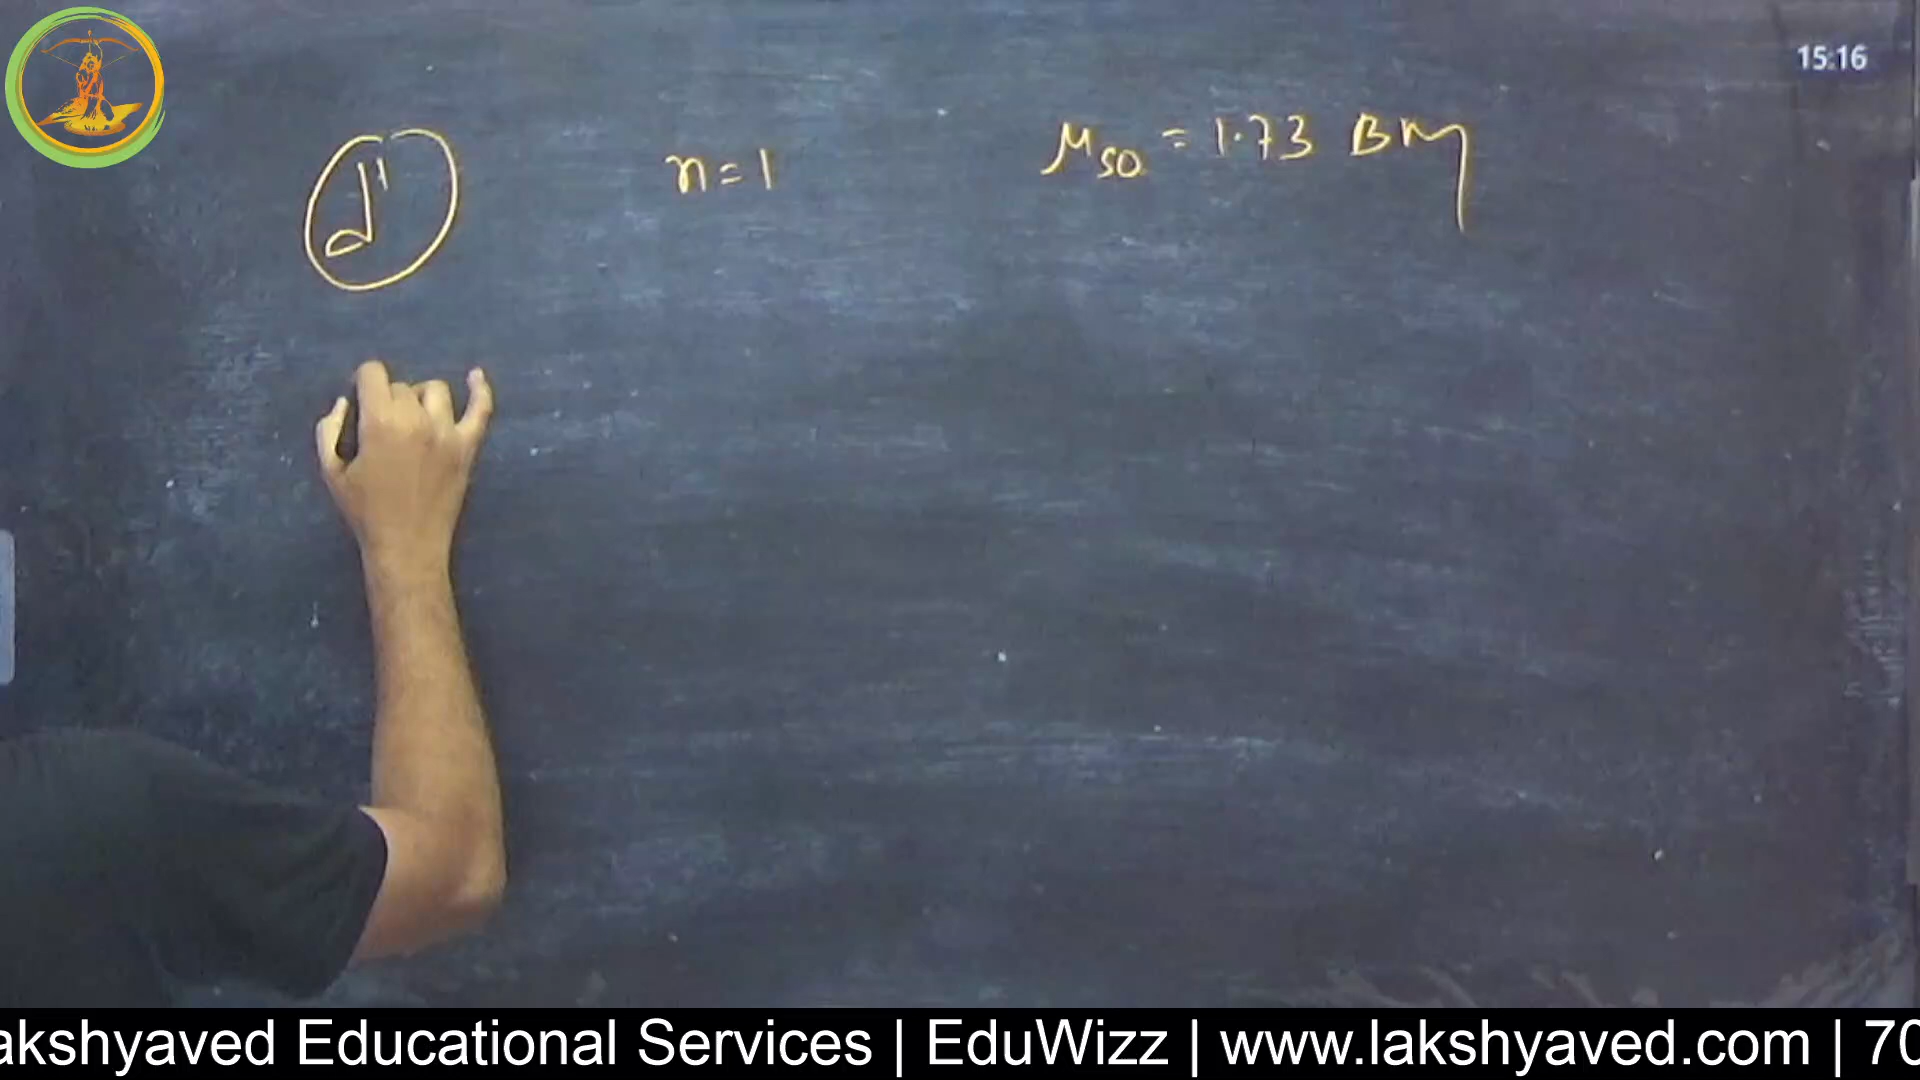 15:16
d¹ n=1 μso = 1.73 BM
akshyaved Educational Services | EduWizz | www.lakshyaved.com | 70